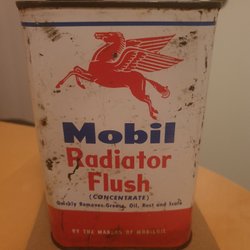 Mobil
Radiator
Flush
(CONCENTRATE)
Quickly Removes Grease, Oil, Rust and Scale
BY THE MAKERS OF MOBILOIL